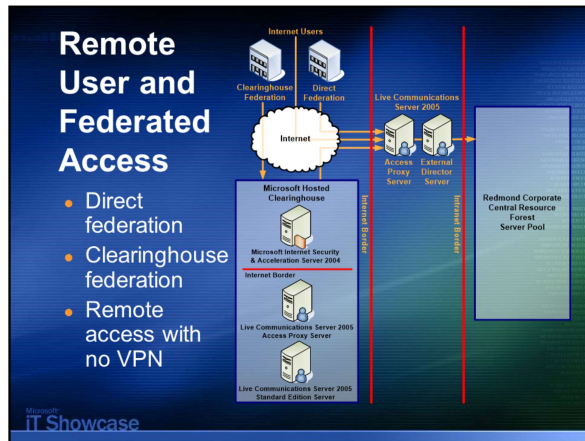 Remote
User and
Federated
Access
• Direct
federation
• Clearinghouse
federation
• Remote
access with
no VPN
Internet Users
Clearinghouse
Federation
Direct
Federation
Internet
Live Communications
Server 2005
Access
Proxy
Server
External
Director
Server
Internet Border
Intranet Border
Redmond Corporate
Central Resource
Forest
Server Pool
Microsoft Hosted
Clearinghouse
Microsoft Internet Security
& Acceleration Server 2004
Internet Border
Live Communications Server 2005
Access Proxy Server
Live Communications Server 2005
Standard Edition Server
Microsoft
iT Showcase